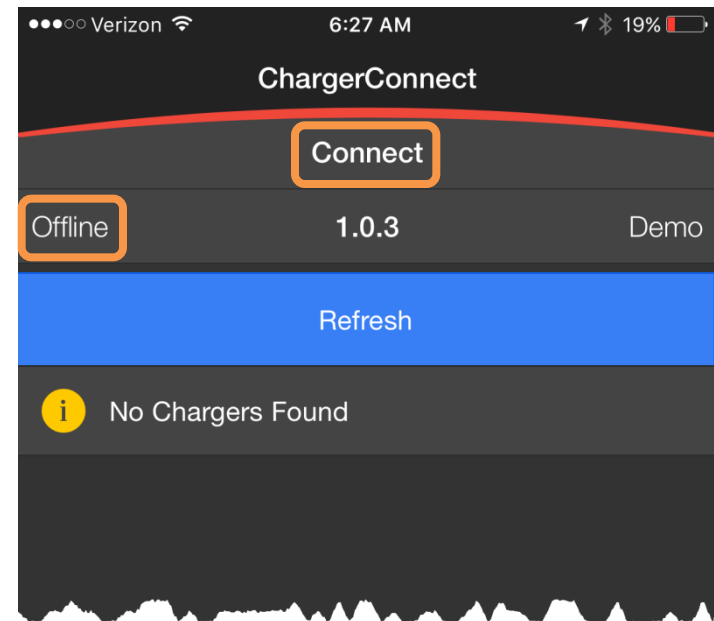 Verizon 6:27 AM 19%
ChargerConnect
Connect
Offline 1.0.3 Demo
Refresh
i No Chargers Found